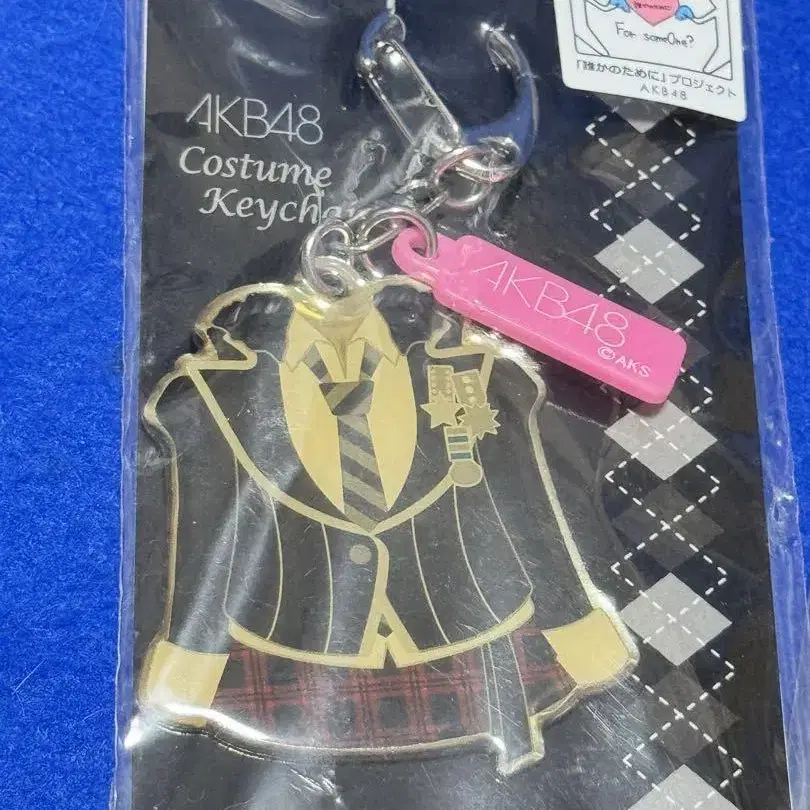 For someOne?
「誰かのために」プロジェクト
AKB48
AKB48
Costume
Keychai
AKB48
©AKS